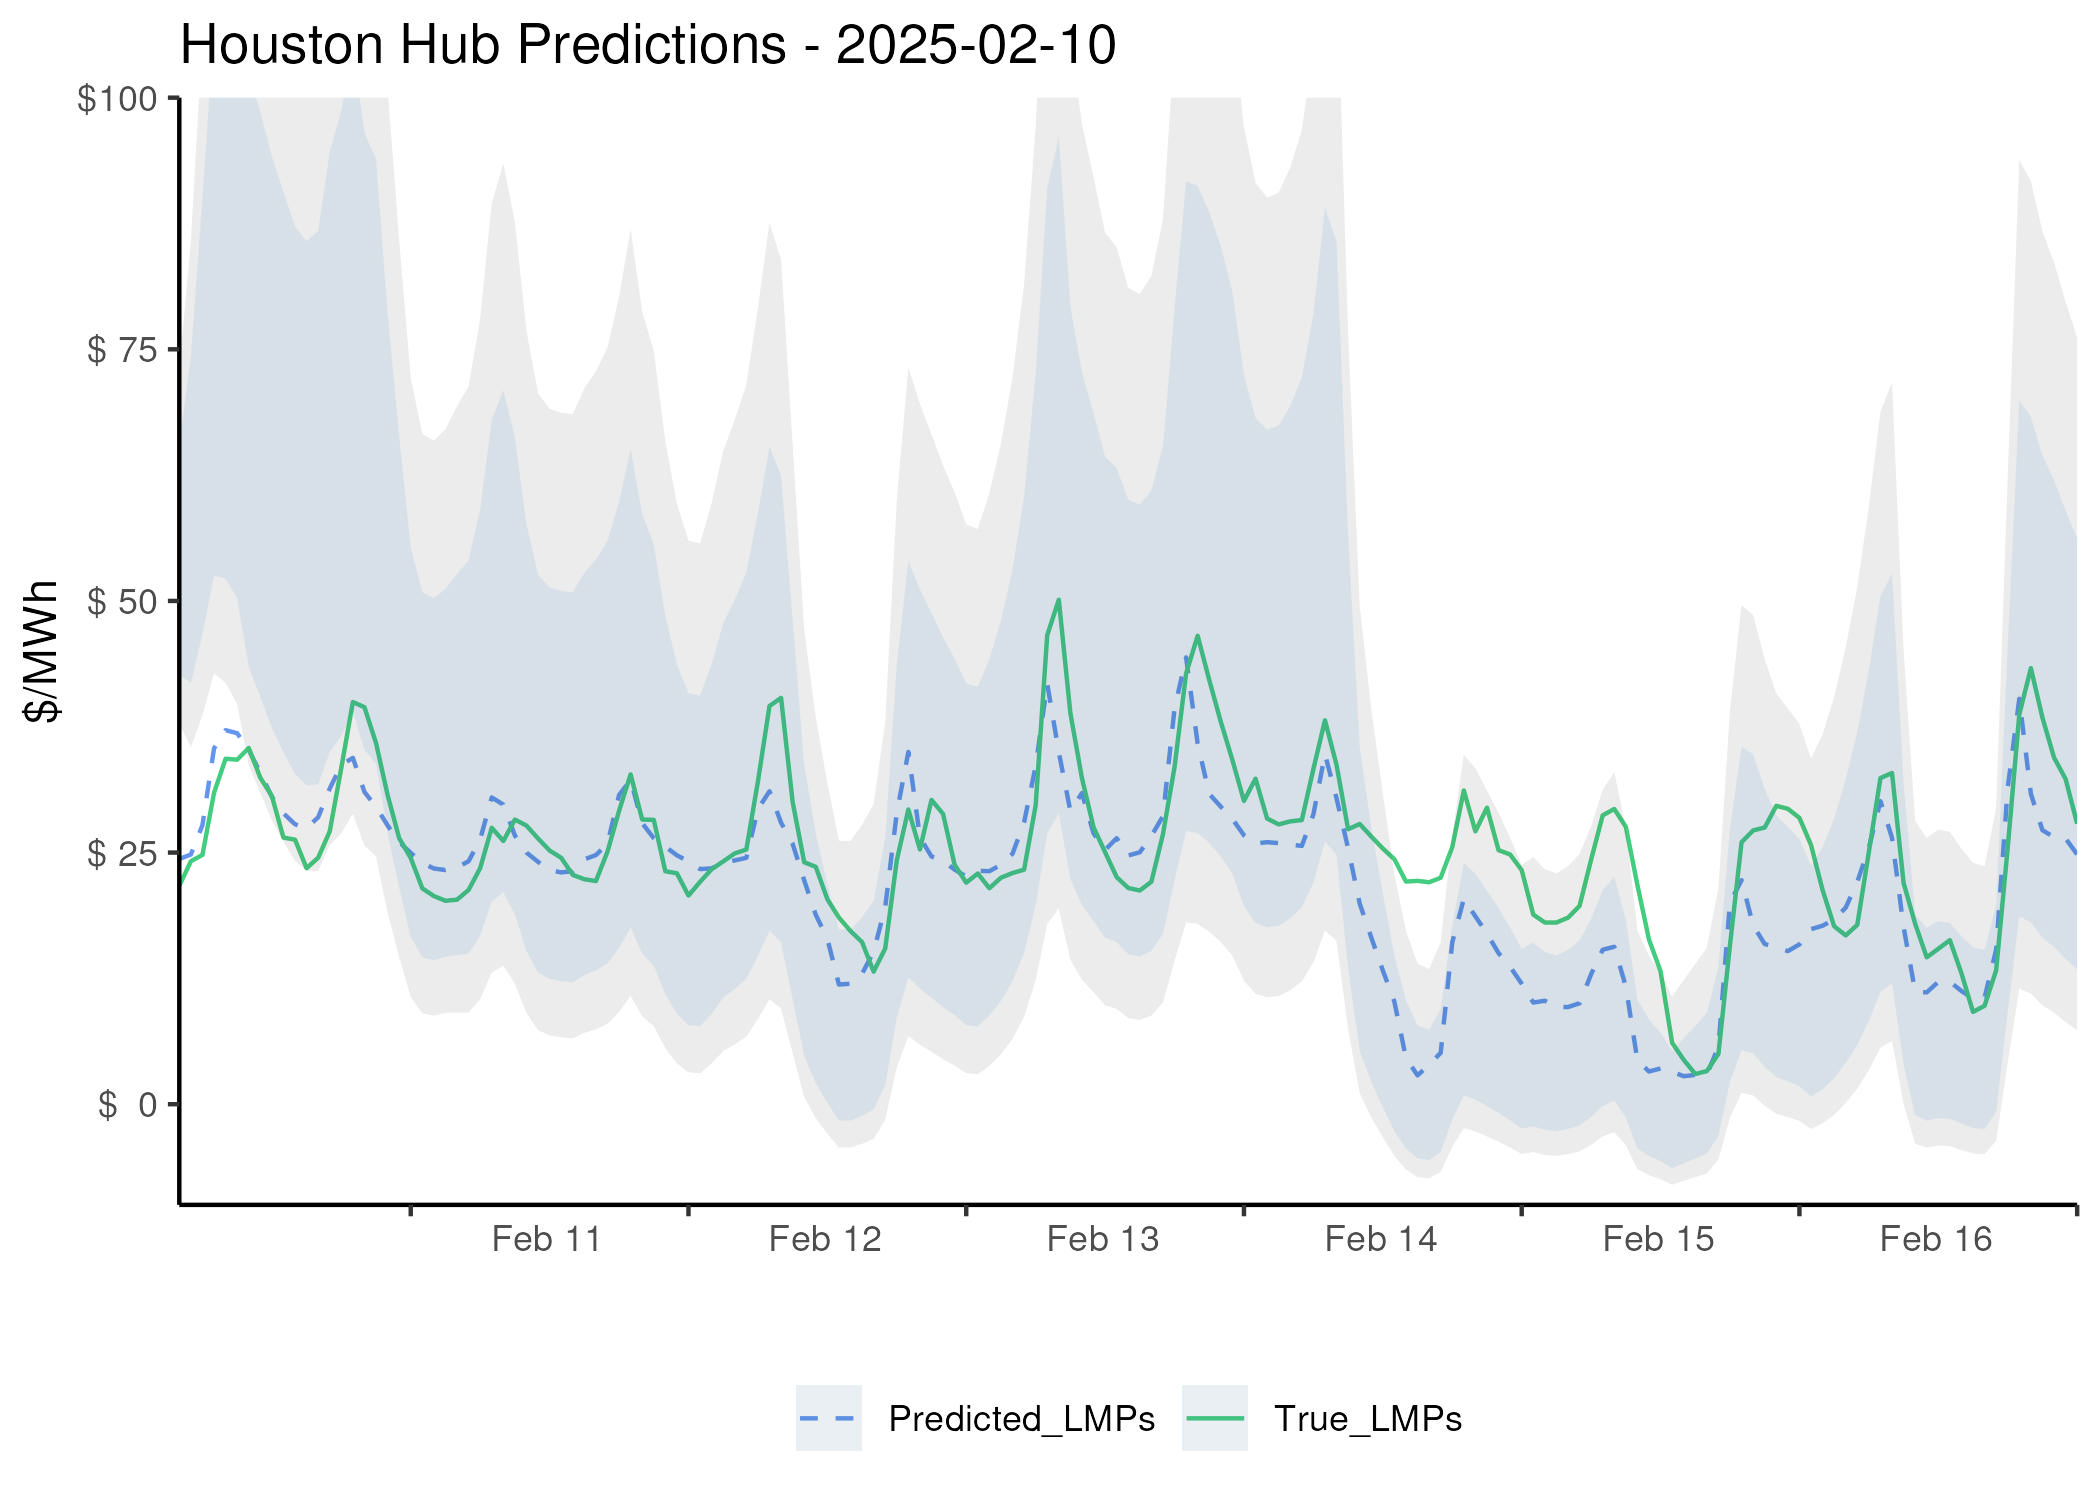 Houston Hub Predictions - 2025-02-10
$100
$ 75
$ 50
$ 25
$ 0
$/MWh
Feb 11 Feb 12 Feb 13 Feb 14 Feb 15 Feb 16
Predicted_LMPs True_LMPs